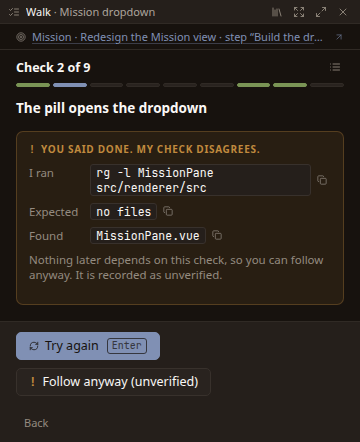 Walk · Mission dropdown
Mission · Redesign the Mission view · step “Build the dr…
Check 2 of 9
The pill opens the dropdown
! YOU SAID DONE. MY CHECK DISAGREES.
I ran rg -l MissionPane
src/renderer/src
Expected no files
Found MissionPane.vue
Nothing later depends on this check, so you can follow
anyway. It is recorded as unverified.
Try again Enter
! Follow anyway (unverified)
Back